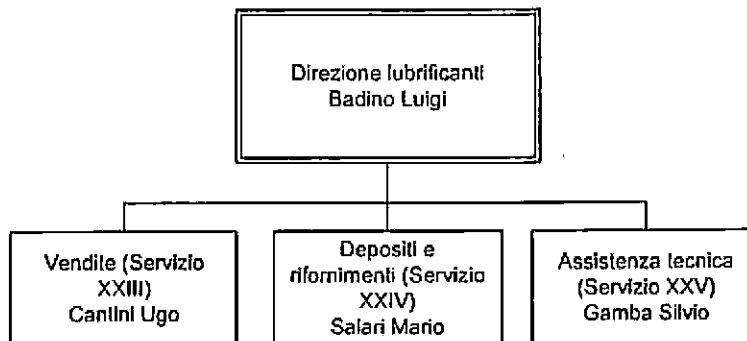 Direzione lubrificanti
Badino Luigi
Vendite (Servizio
XXIII)
Cantini Ugo
Depositi e
rifornimenti (Servizio
XXIV)
Salari Mario
Assistenza tecnica
(Servizio XXV)
Gamba Silvio